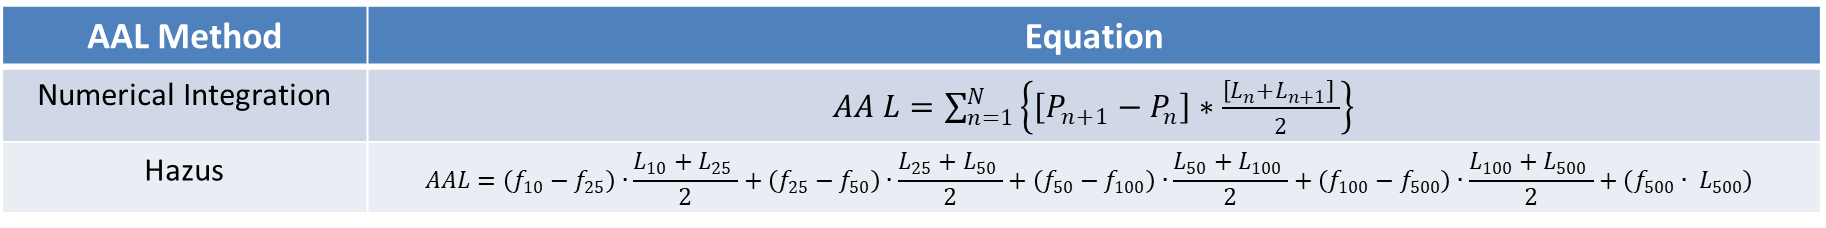 AAL Method Equation
Numerical Integration AA L = ∑_{n=1}^{N} {[P_{n+1} − P_n] * [L_n+L_{n+1}]/2}
Hazus AAL = (f_{10} − f_{25}) · (L_{10} + L_{25})/2 + (f_{25} − f_{50}) · (L_{25} + L_{50})/2 + (f_{50} − f_{100}) · (L_{50} + L_{100})/2 + (f_{100} − f_{500}) · (L_{100} + L_{500})/2 + (f_{500} · L_{500})